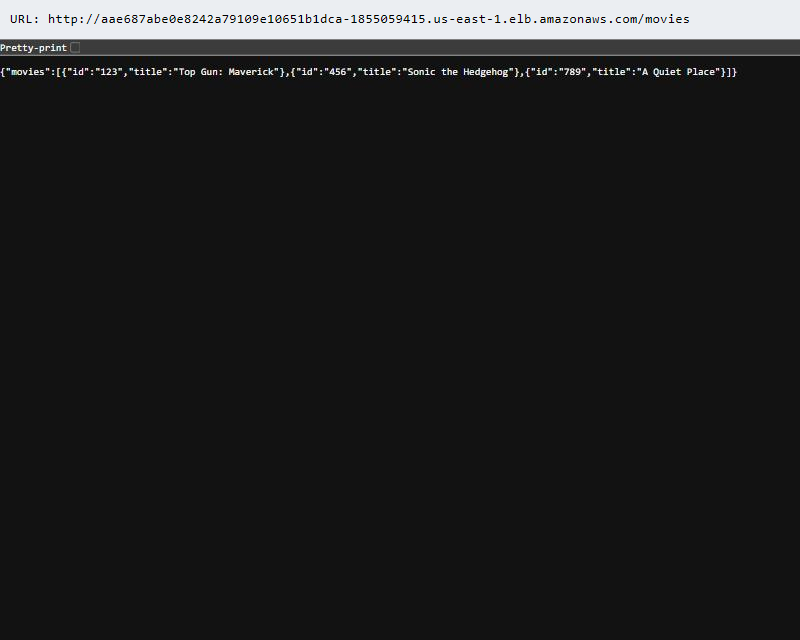 URL: http://aae687abe0e8242a79109e10651b1dca-1855059415.us-east-1.elb.amazonaws.com/movies
Pretty-print
{"movies":[{"id":"123","title":"Top Gun: Maverick"},{"id":"456","title":"Sonic the Hedgehog"},{"id":"789","title":"A Quiet Place"}]}